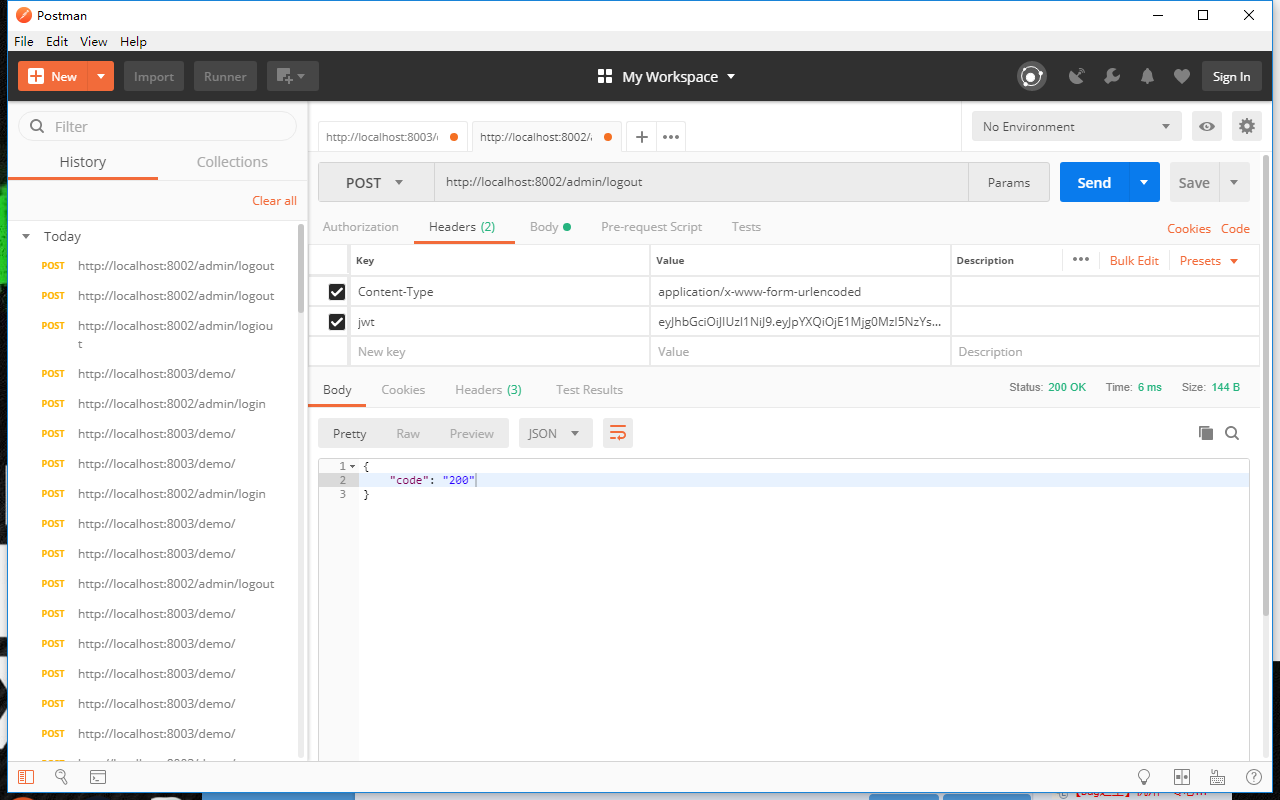 Postman
File Edit View Help
New Import Runner My Workspace Sign In
Filter
History Collections
Clear all
Today
POST http://localhost:8002/admin/logout
POST http://localhost:8002/admin/logout
POST http://localhost:8002/admin/logiou
t
POST http://localhost:8003/demo/
POST http://localhost:8002/admin/login
POST http://localhost:8003/demo/
POST http://localhost:8003/demo/
POST http://localhost:8002/admin/login
POST http://localhost:8003/demo/
POST http://localhost:8003/demo/
POST http://localhost:8002/admin/logout
POST http://localhost:8003/demo/
POST http://localhost:8003/demo/
POST http://localhost:8003/demo/
POST http://localhost:8003/demo/
POST http://localhost:8003/demo/
http://localhost:8003/ http://localhost:8002/ No Environment
POST http://localhost:8002/admin/logout Params Send Save
Authorization Headers (2) Body Pre-request Script Tests Cookies Code
Key Value Description Bulk Edit Presets
Content-Type application/x-www-form-urlencoded
jwt eyJhbGciOiJIUzI1NiJ9.eyJpYXQiOjE1Mjg0MzI5NzYs...
New key Value Description
Body Cookies Headers (3) Test Results Status: 200 OK Time: 6 ms Size: 144 B
Pretty Raw Preview JSON
1 {
2 "code": "200"
3 }